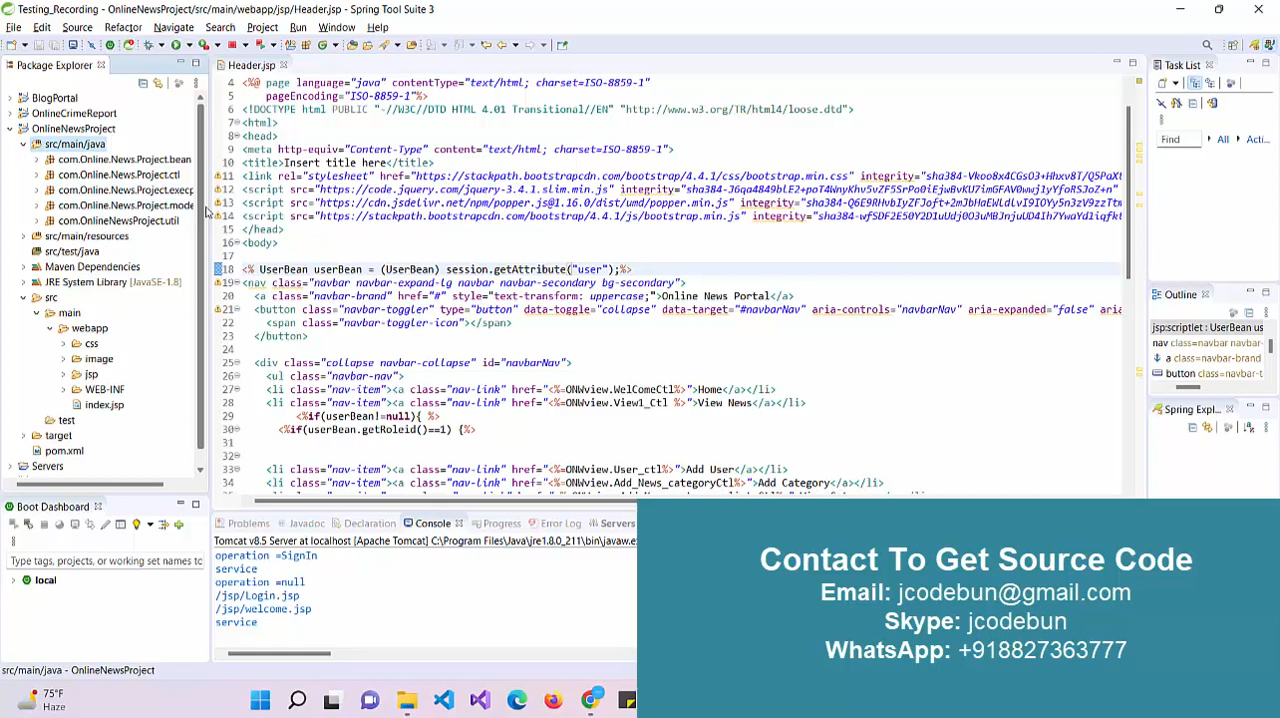 Testing_Recording - OnlineNewsProject/src/main/webapp/jsp/Header.jsp - Spring Tool Suite 3
File Edit Source Refactor Navigate Search Project Run Window Help
Package Explorer
BlogPortal
OnlineCrimeReport
OnlineNewsProject
src/main/java
com.Online.News.Project.bean
com.Online.News.Project.ctl
com.Online.News.Project.execp
com.Online.News.Project.mode
com.OnlineNewsProject.util
src/main/resources
src/test/java
Maven Dependencies
JRE System Library [JavaSE-1.8]
src
main
webapp
css
image
jsp
WEB-INF
index.jsp
test
target
pom.xml
Servers
Boot Dashboard
Type tags, projects, or working set names tc
local
Header.jsp
4 <%@ page language="java" contentType="text/html; charset=ISO-8859-1"
5 pageEncoding="ISO-8859-1"%>
6 <!DOCTYPE html PUBLIC "-//W3C//DTD HTML 4.01 Transitional//EN" "http://www.w3.org/TR/html4/loose.dtd">
7 <html>
8 <head>
9 <meta http-equiv="Content-Type" content="text/html; charset=ISO-8859-1">
10 <title>Insert title here</title>
11 <link rel="stylesheet" href="https://stackpath.bootstrapcdn.com/bootstrap/4.4.1/css/bootstrap.min.css" integrity=
12 <script src="https://code.jquery.com/jquery-3.4.1.slim.min.js" integrity=
13 <script src="https://cdn.jsdelivr.net/npm/popper.js@1.16.0/dist/umd/popper.min.js" integrity=
14 <script src="https://stackpath.bootstrapcdn.com/bootstrap/4.4.1/js/bootstrap.min.js" integrity=
15 </head>
16 <body>
17
18 <% UserBean userBean = (UserBean) session.getAttribute("user");%>
19 <nav class="navbar navbar-expand-lg navbar navbar-secondary bg-secondary">
20 <a class="navbar-brand" href="#" style="text-transform: uppercase;">Online News Portal</a>
21 <button class="navbar-toggler" type="button" data-toggle="collapse" data-target="#navbarNav" aria-controls="navbarNav" aria-expanded="false" aria
22 <span class="navbar-toggler-icon"></span>
23 </button>
24
25 <div class="collapse navbar-collapse" id="navbarNav">
26 <ul class="navbar-nav">
27 <li class="nav-item"><a class="nav-link" href="<%=ONWview.WelComeCtl%>">Home</a></li>
28 <li class="nav-item"><a class="nav-link" href="<%=ONWview.View1_Ctl %>">View News</a></li>
29 <%if(userBean!=null){ %>
30 <%if(userBean.getRoleid()==1) {%>
31
32
33 <li class="nav-item"><a class="nav-link" href="<%=ONWview.User_ctl%>">Add User</a></li>
34 <li class="nav-item"><a class="nav-link" href="<%=ONWview.Add_News_categoryCtl%>">Add Category</a></li>
Problems Javadoc Declaration Console Progress Error Log Servers
Tomcat v8.5 Server at localhost [Apache Tomcat] C:\Program Files\Java\jre1.8.0_211\bin\javaw.ex
operation =SignIn
service
operation =null
/jsp/Login.jsp
/jsp/welcome.jsp
service
Task List
Find All Acti...
Outline
jsp:scriptlet : UserBean us
nav class=navbar navbar-
a class=navbar-brand
button class=navbar-t
Spring Expl...
src/main/java - OnlineNewsProject
75°F
Haze
Contact To Get Source Code
Email: jcodebun@gmail.com
Skype: jcodebun
WhatsApp: +918827363777